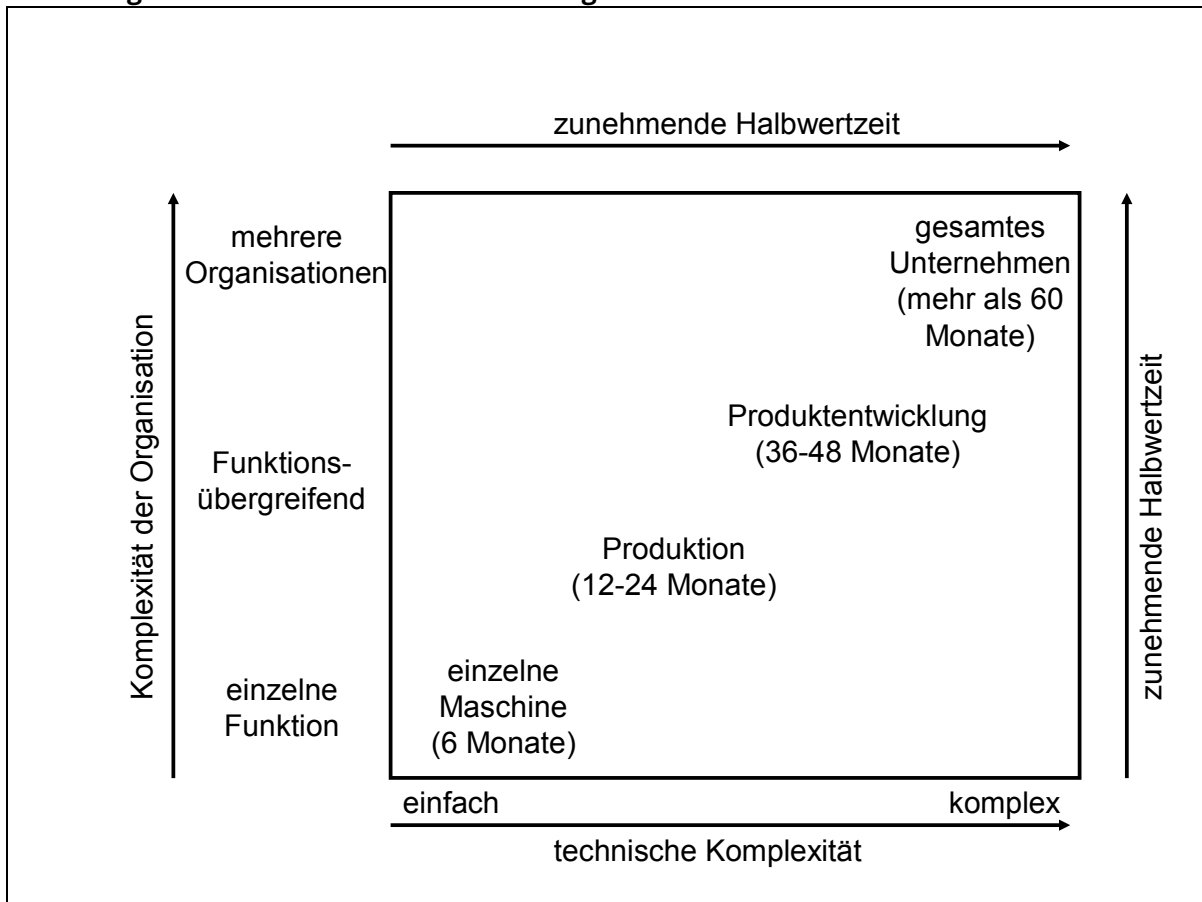 zunehmende Halbwertzeit
mehrere
Organisationen
gesamtes
Unternehmen
(mehr als 60
Monate)
Komplexität der Organisation
zunehmende Halbwertzeit
Produktentwicklung
(36-48 Monate)
Funktions-
übergreifend
Produktion
(12-24 Monate)
einzelne
Funktion
einzelne
Maschine
(6 Monate)
einfach
komplex
technische Komplexität